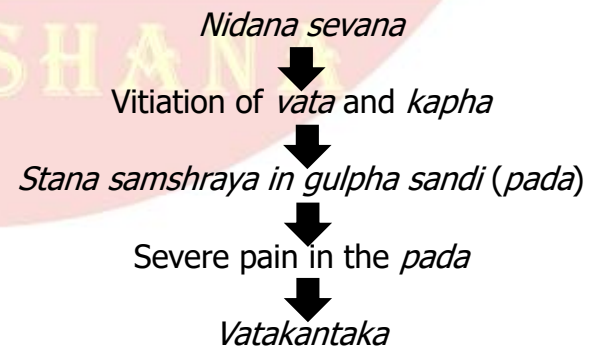 SHANA
Nidana sevana
Vitiation of vata and kapha
Stana samshraya in gulpha sandi (pada)
Severe pain in the pada
Vatakantaka